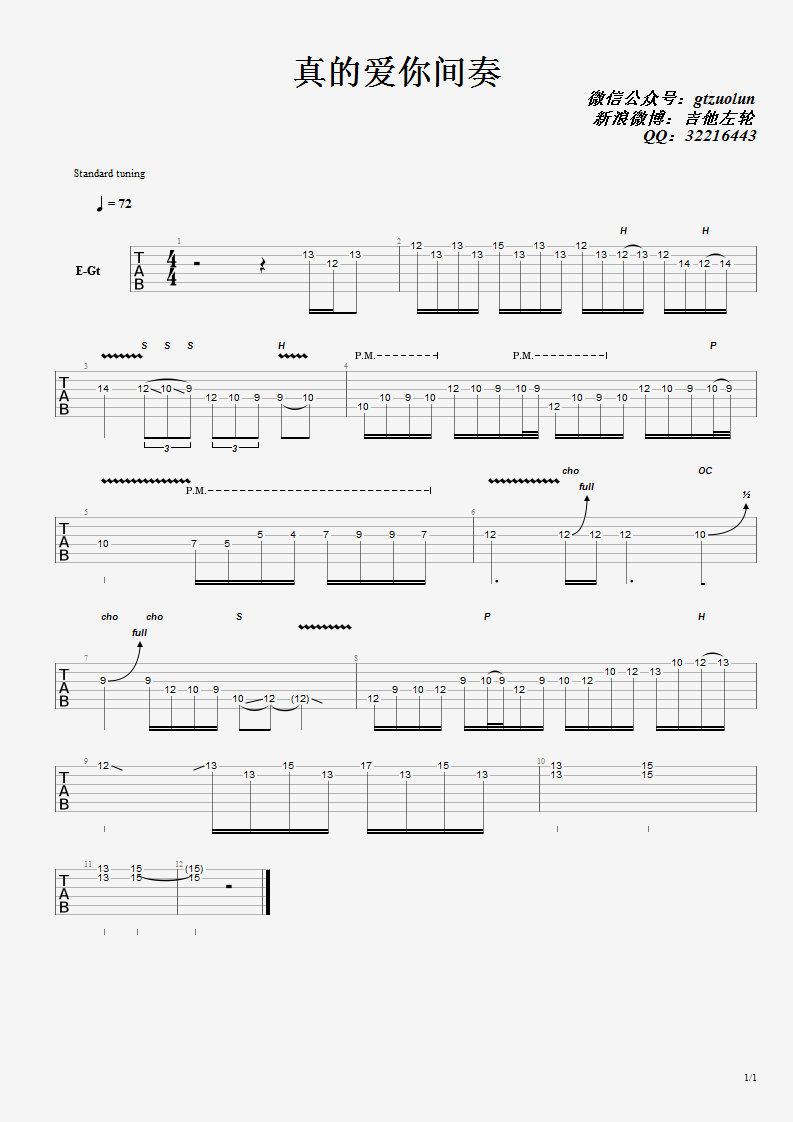 真的爱你间奏
微信公众号：gtzuolun
新浪微博：吉他左轮
QQ：32216443
Standard tuning
♩ = 72
H H
1 2
12 13 13 15 13 13 12 12
13 13 13 13 13 13 13 12 13
12 14 12 14
E-Gt
T A B
4 4
S S S H
P.M. P.M. P
3 4
14 12 10 9 12 10 9 10 9 12 10 9 10 9
12 10 9 9 10 10 9 10 10 9 10
10 12
T A B
3 3
cho OC
full
P.M. ½
5 6
5 4 7 9 9 7 12 12 12 12 10
10 7 5
T A B
cho cho S P H
full
7 8
10 12 13
10 12 13
9 9 9 10 9 9 10 12
12 10 9 9 10 12 12
10 12 (12) 12
T A B
9 10
12 13 15 17 15 13 15
13 13 13 13 13 15
T A B
11 12
13 15 (15)
13 15 15
T A B
1/1